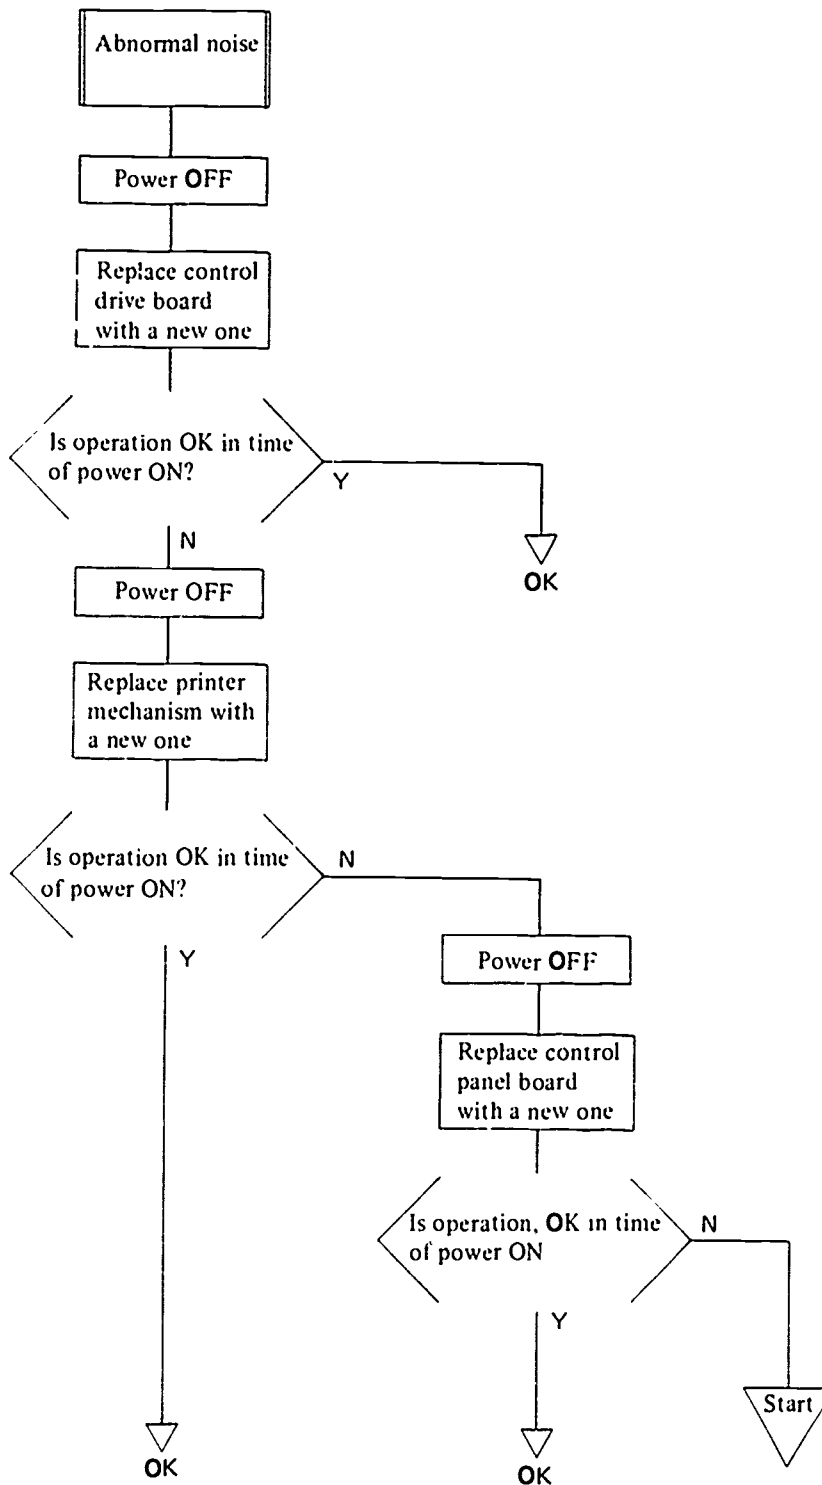 Abnormal noise
Power OFF
Replace control
drive board
with a new one
Is operation OK in time
of power ON?
Y
OK
N
Power OFF
Replace printer
mechanism with
a new one
Is operation OK in time
of power ON?
N
Y
Power OFF
Replace control
panel board
with a new one
Is operation, OK in time
of power ON
N
Y
Start
OK
OK